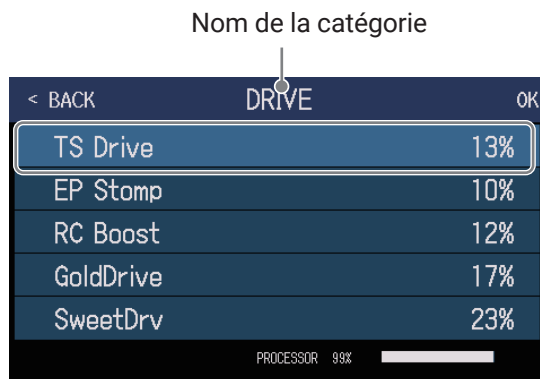 Nom de la catégorie
< BACK DRIVE OK
TS Drive 13%
EP Stomp 10%
RC Boost 12%
GoldDrive 17%
SweetDrv 23%
PROCESSOR 99%